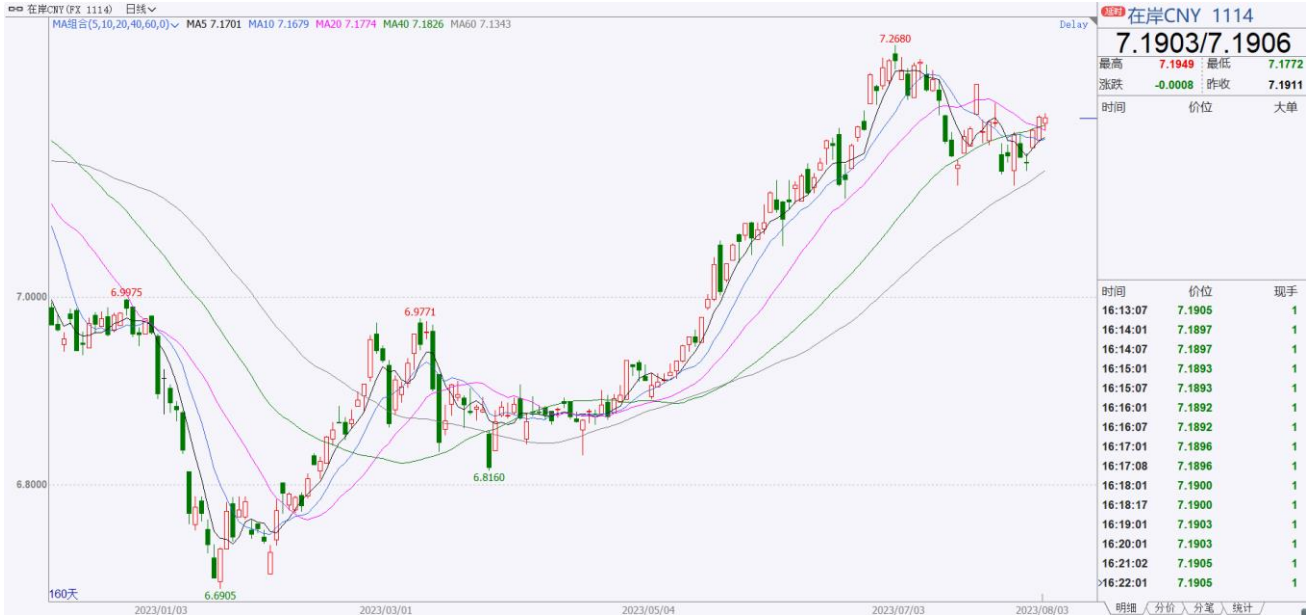 在岸CNY(FX 1114) 日线
MA组合(5,10,20,40,60,0) MA5 7.1701 MA10 7.1679 MA20 7.1774 MA40 7.1826 MA60 7.1343
Delay
7.2680
7.0000
6.9975
6.9771
6.8160
6.8000
6.6905
160天
2023/01/03 2023/03/01 2023/05/04 2023/07/03 2023/08/03
延时 在岸CNY 1114
7.1903/7.1906
最高 7.1949 最低 7.1772
涨跌 -0.0008 昨收 7.1911
时间 价位 大单
时间 价位 现手
16:13:07 7.1905 1
16:14:01 7.1897 1
16:14:07 7.1897 1
16:15:01 7.1893 1
16:15:07 7.1893 1
16:16:01 7.1892 1
16:16:07 7.1892 1
16:17:01 7.1896 1
16:17:08 7.1896 1
16:18:01 7.1900 1
16:18:17 7.1900 1
16:19:01 7.1903 1
16:20:01 7.1903 1
16:21:02 7.1905 1
16:22:01 7.1905 1
明细 分价 分笔 统计